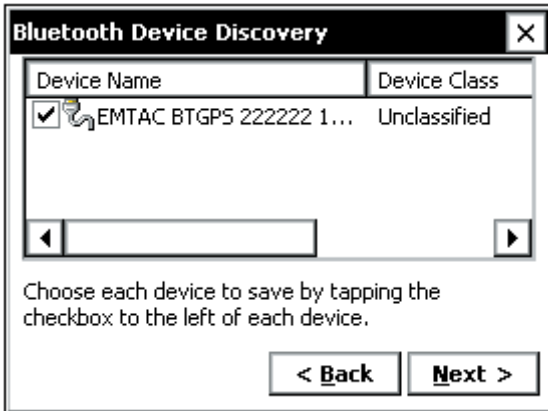 Bluetooth Device Discovery
Device Name Device Class
EMTAC BTGPS 222222 1... Unclassified
Choose each device to save by tapping the
checkbox to the left of each device.
< Back Next >